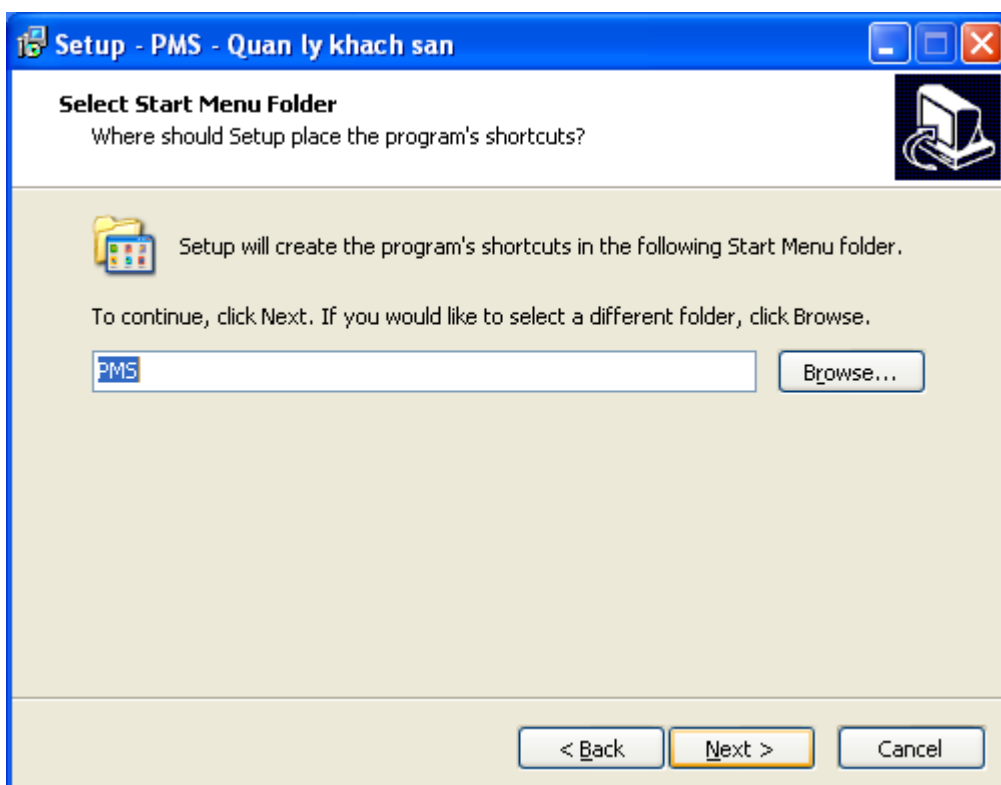 Setup - PMS - Quan ly khach san
Select Start Menu Folder
Where should Setup place the program's shortcuts?
Setup will create the program's shortcuts in the following Start Menu folder.
To continue, click Next. If you would like to select a different folder, click Browse.
PMS
Browse...
< Back
Next >
Cancel